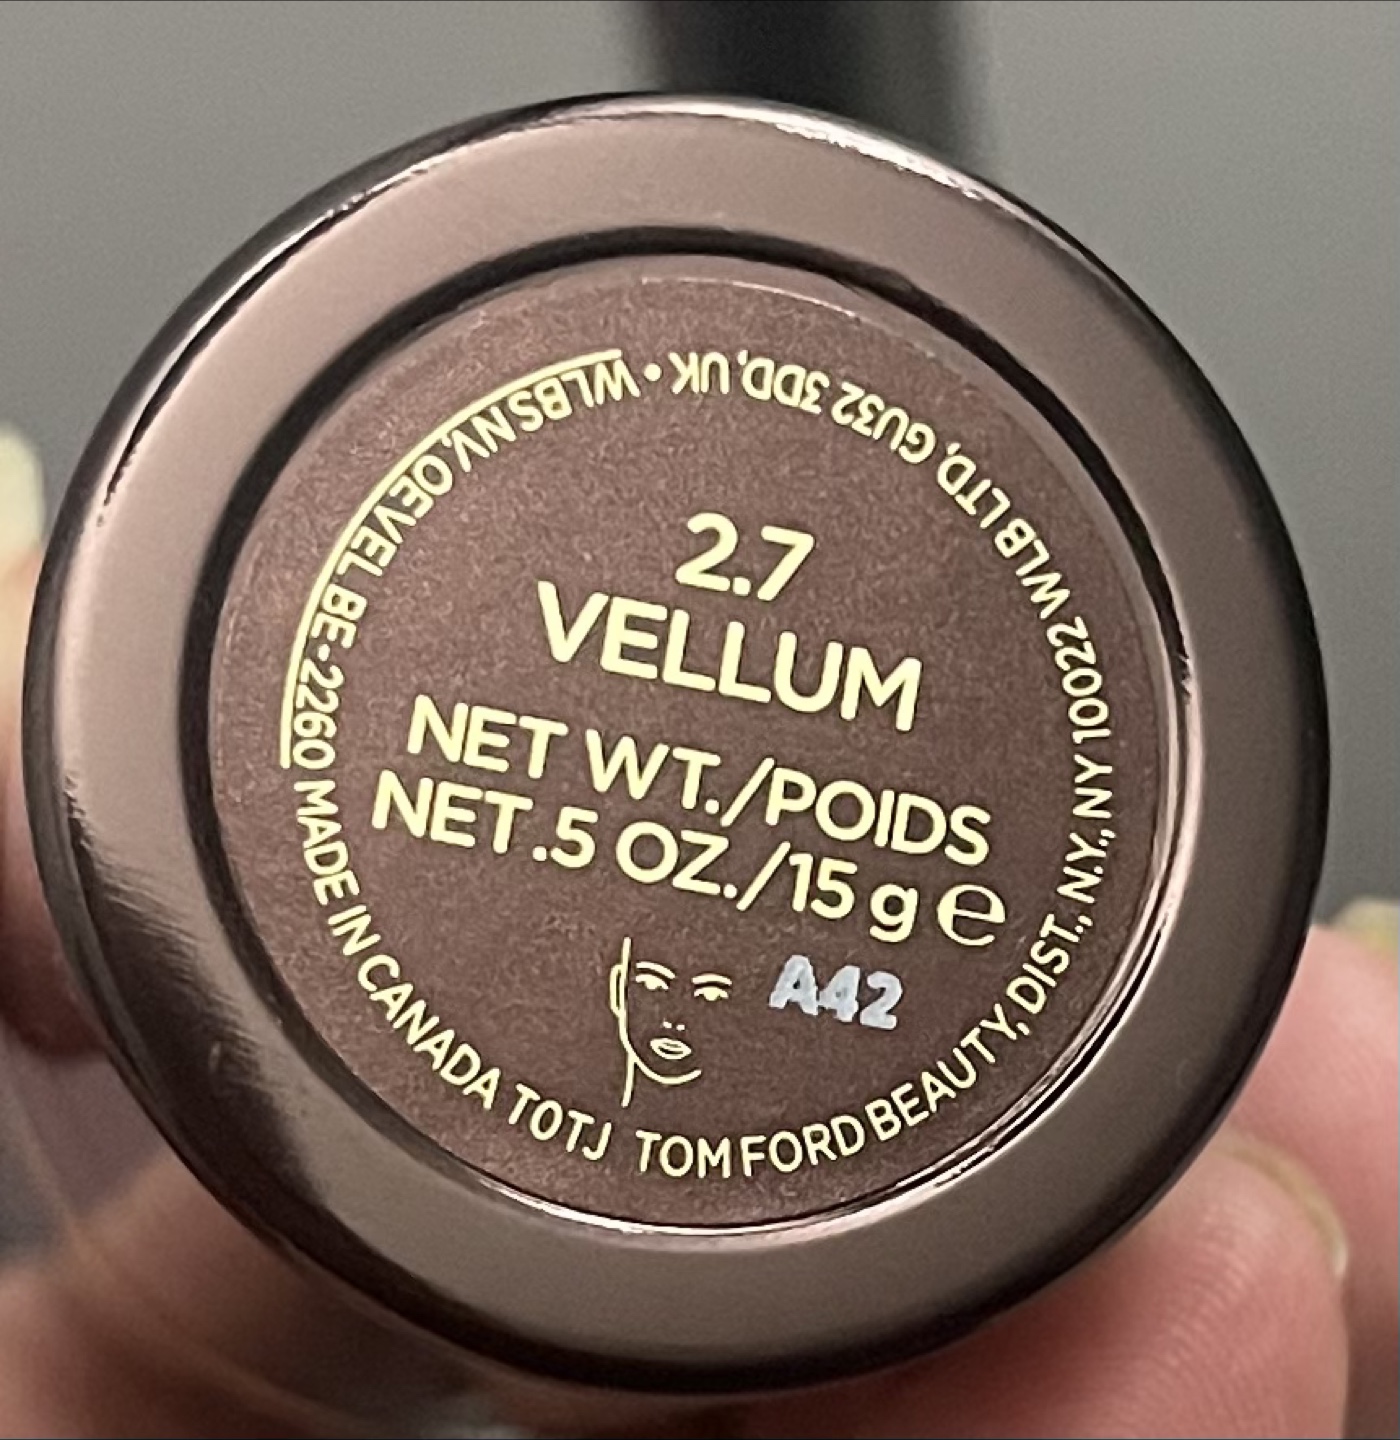 2.7
VELLUM
NET WT./POIDS
NET .5 OZ./15 g e
A42
TOM FORD BEAUTY, DIST., N.Y., NY 10022 WLB LTD, GU32 3DD, UK • WLBS NV, OEVEL BE-2260 MADE IN CANADA T0TJ